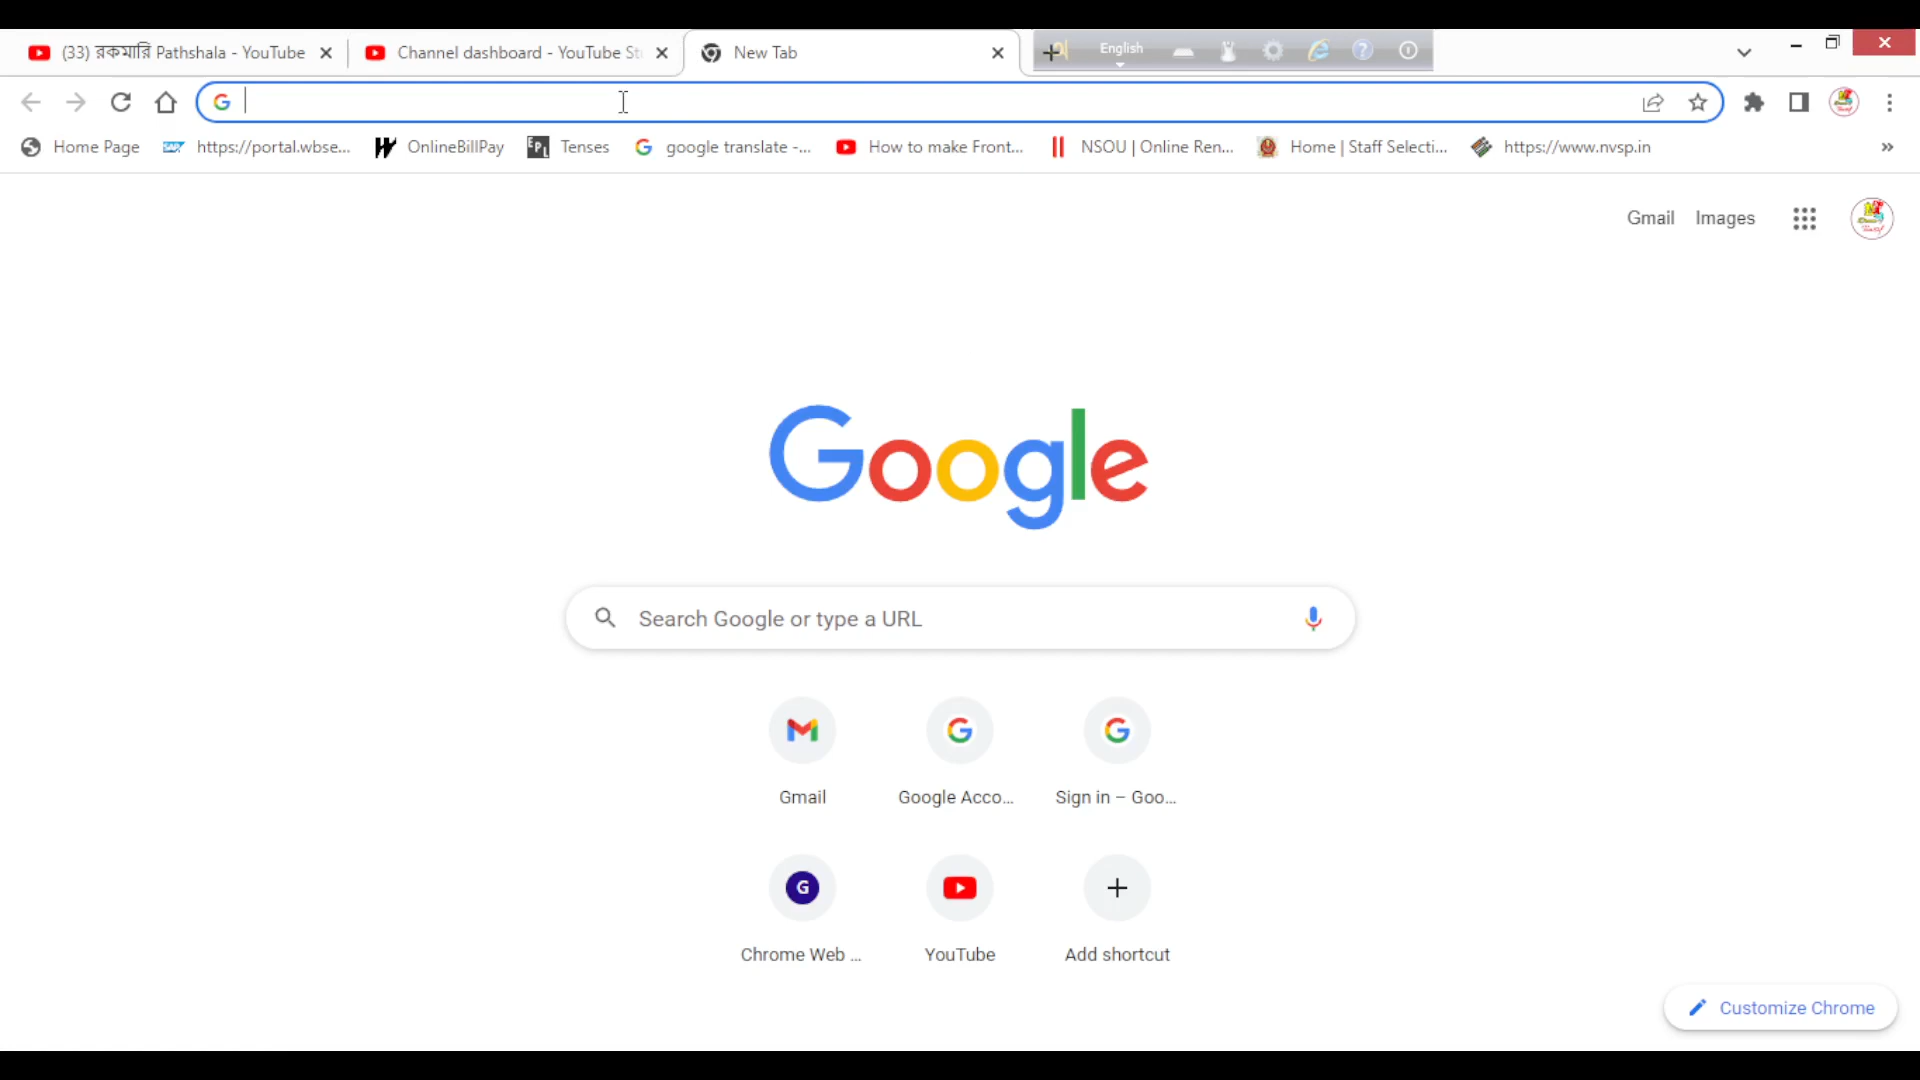 (33) রকমারি Pathshala - YouTube
Channel dashboard - YouTube St
New Tab
English
Home Page
https://portal.wbse...
OnlineBillPay
Tenses
google translate -...
How to make Front...
NSOU | Online Ren...
Home | Staff Selecti...
https://www.nvsp.in
Gmail
Images
Google
Search Google or type a URL
Gmail
Google Acco...
Sign in – Goo...
G
Chrome Web ...
YouTube
Add shortcut
Customize Chrome